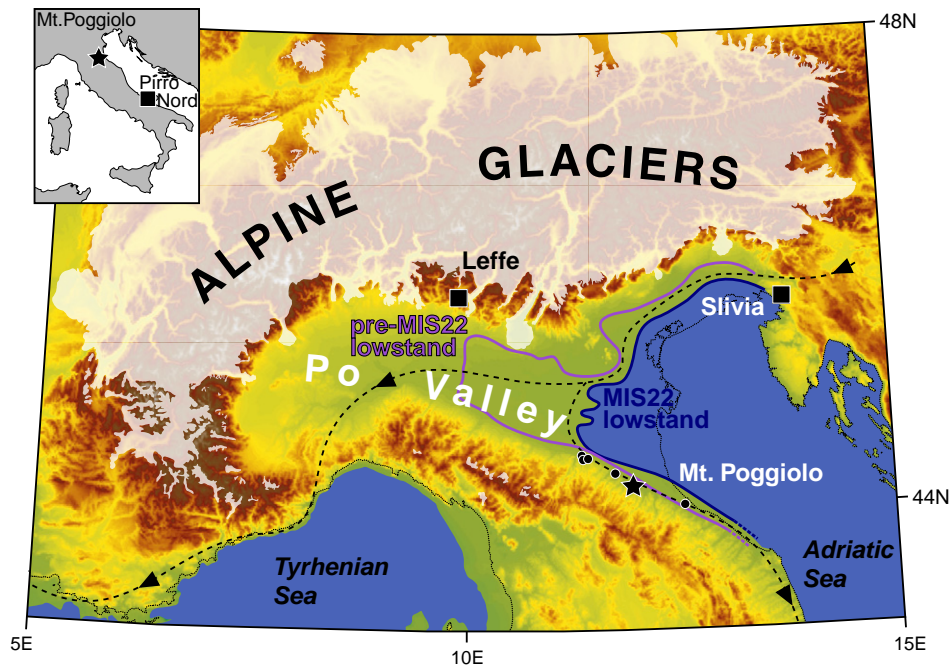 Mt.Poggiolo
Pirro
Nord
48N
ALPINE
GLACIERS
Leffe
Slivia
pre-MIS22
lowstand
Po
Valley
MIS22
lowstand
Mt. Poggiolo
44N
Tyrhenian
Sea
Adriatic
Sea
5E
10E
15E